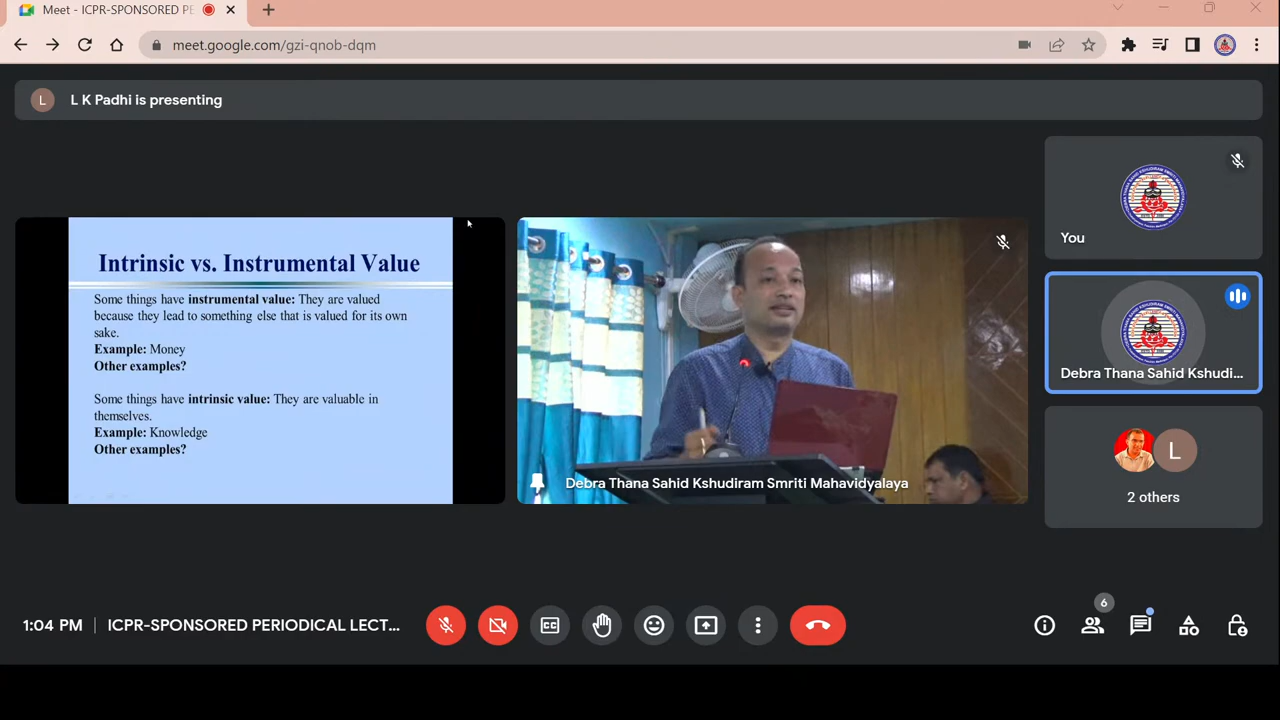 Meet - ICPR-SPONSORED PE
meet.google.com/gzi-qnob-dqm
L
L K Padhi is presenting
Intrinsic vs. Instrumental Value
Some things have instrumental value: They are valued
because they lead to something else that is valued for its own
sake.
Example: Money
Other examples?
Some things have intrinsic value: They are valuable in
themselves.
Example: Knowledge
Other examples?
Debra Thana Sahid Kshudiram Smriti Mahavidyalaya
You
Debra Thana Sahid Kshudi...
L
2 others
1:04 PM | ICPR-SPONSORED PERIODICAL LECT...
CC
6